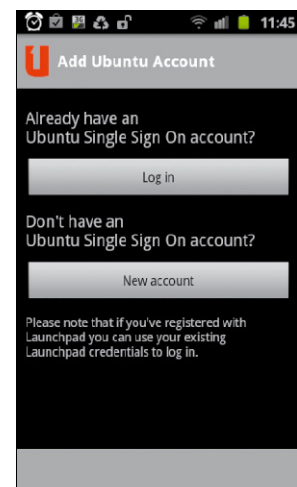 11:45
Add Ubuntu Account
Already have an
Ubuntu Single Sign On account?
Log in
Don't have an
Ubuntu Single Sign On account?
New account
Please note that if you've registered with
Launchpad you can use your existing
Launchpad credentials to log in.